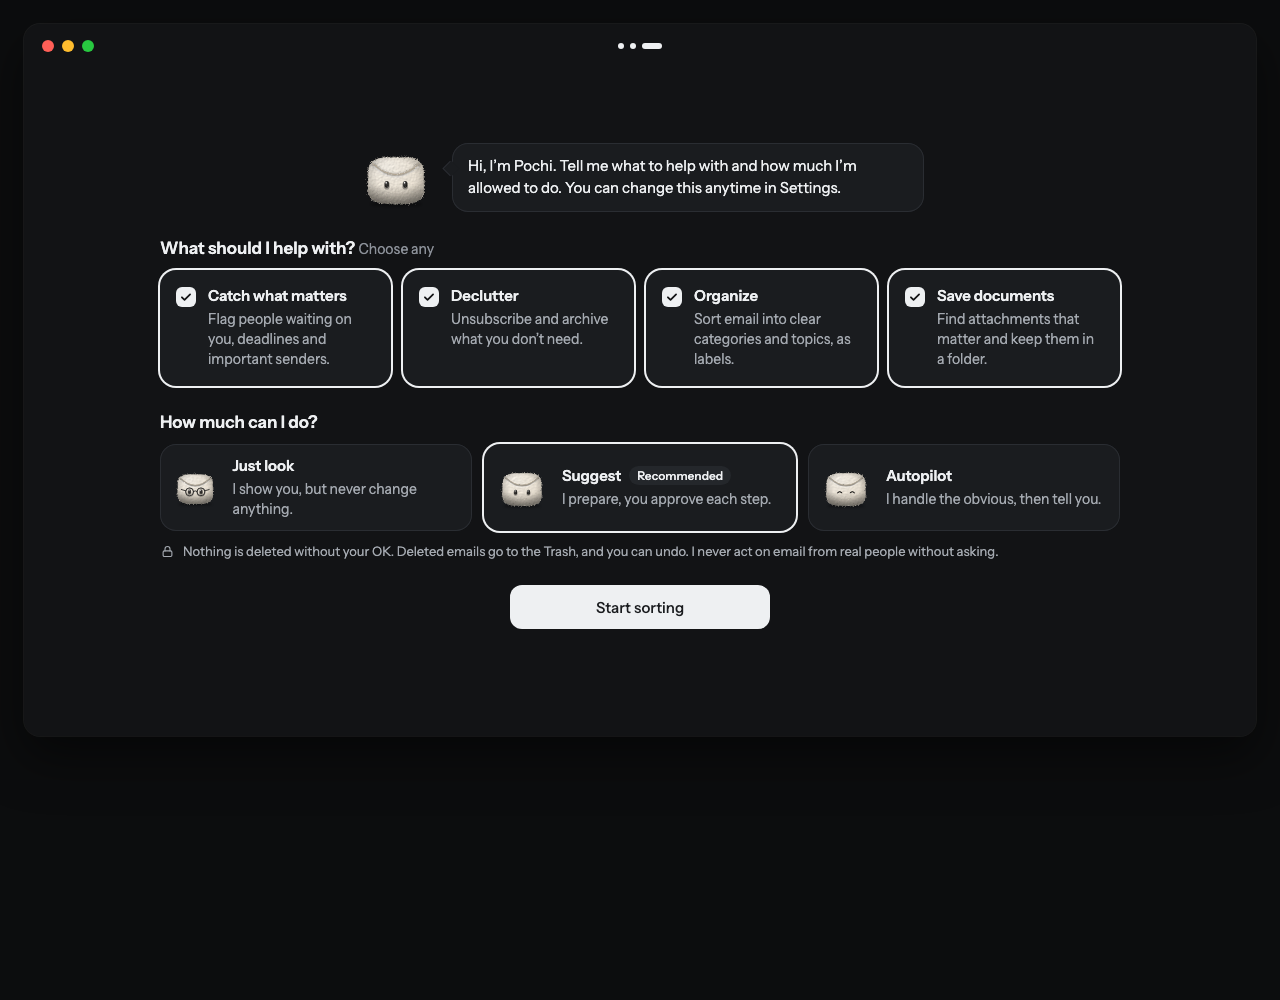 Hi, I’m Pochi. Tell me what to help with and how much I’m
allowed to do. You can change this anytime in Settings.
What should I help with? Choose any
Catch what matters
Flag people waiting on
you, deadlines and
important senders.
Declutter
Unsubscribe and archive
what you don’t need.
Organize
Sort email into clear
categories and topics, as
labels.
Save documents
Find attachments that
matter and keep them in
a folder.
How much can I do?
Just look
I show you, but never change
anything.
Suggest Recommended
I prepare, you approve each step.
Autopilot
I handle the obvious, then tell you.
Nothing is deleted without your OK. Deleted emails go to the Trash, and you can undo. I never act on email from real people without asking.
Start sorting